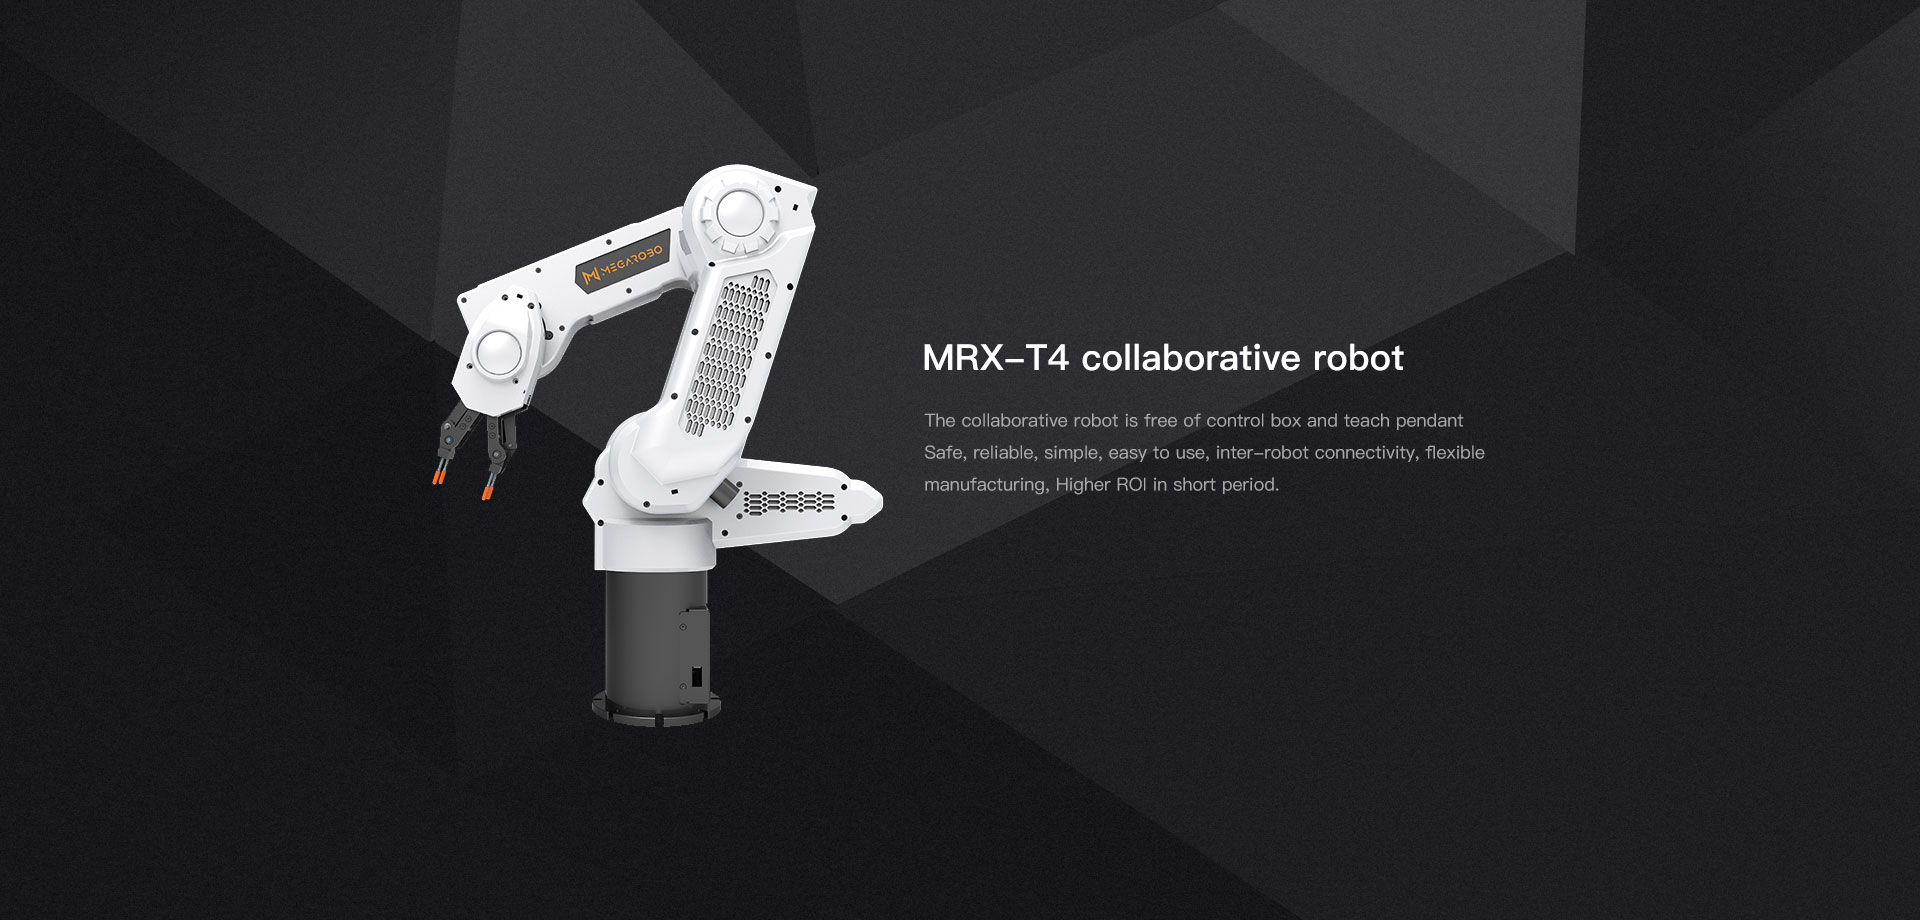 MEGAROBO
MRX–T4 collaborative robot
The collaborative robot is free of control box and teach pendant
Safe, reliable, simple, easy to use, inter–robot connectivity, flexible
manufacturing, Higher ROI in short period.